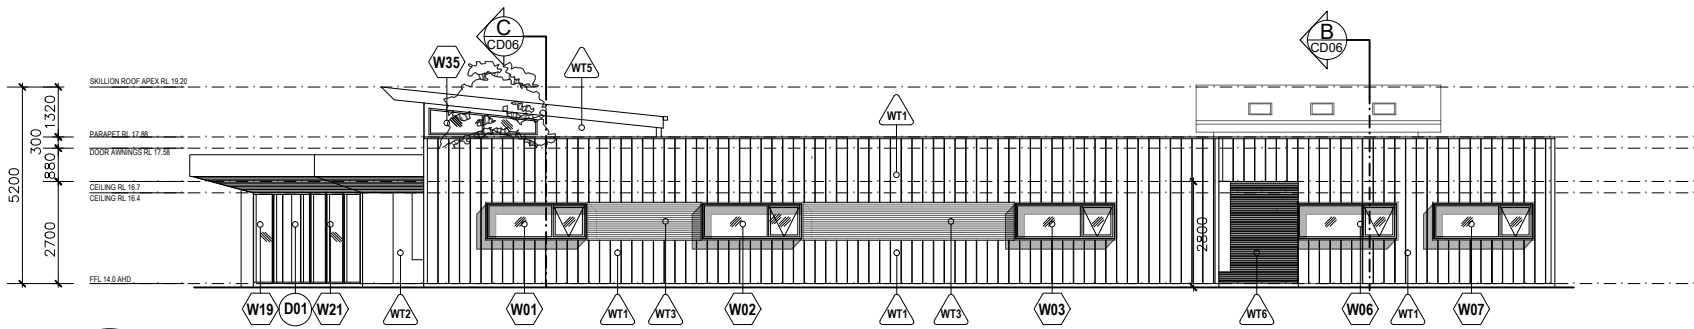 C
CD06
B
CD06
W35
WT5
SKILLION ROOF APEX RL 19.20
1320
WT1
PARAPET RL 17.88
300
DOOR AWNINGS RL 17.58
880
5200
CEILING RL 16.7
CEILING RL 16.4
2700
2800
FFL 14.0 AHD
W19
D01
W21
WT2
W01
WT1
WT3
W02
WT1
WT3
W03
WT6
W06
WT1
W07